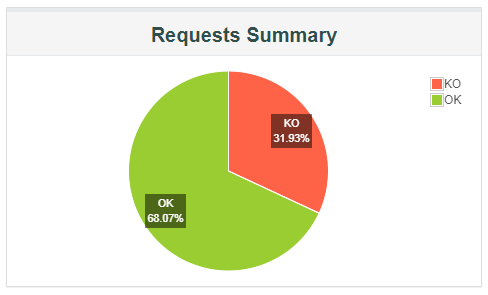 Requests Summary
KO
OK
KO
31.93%
OK
68.07%